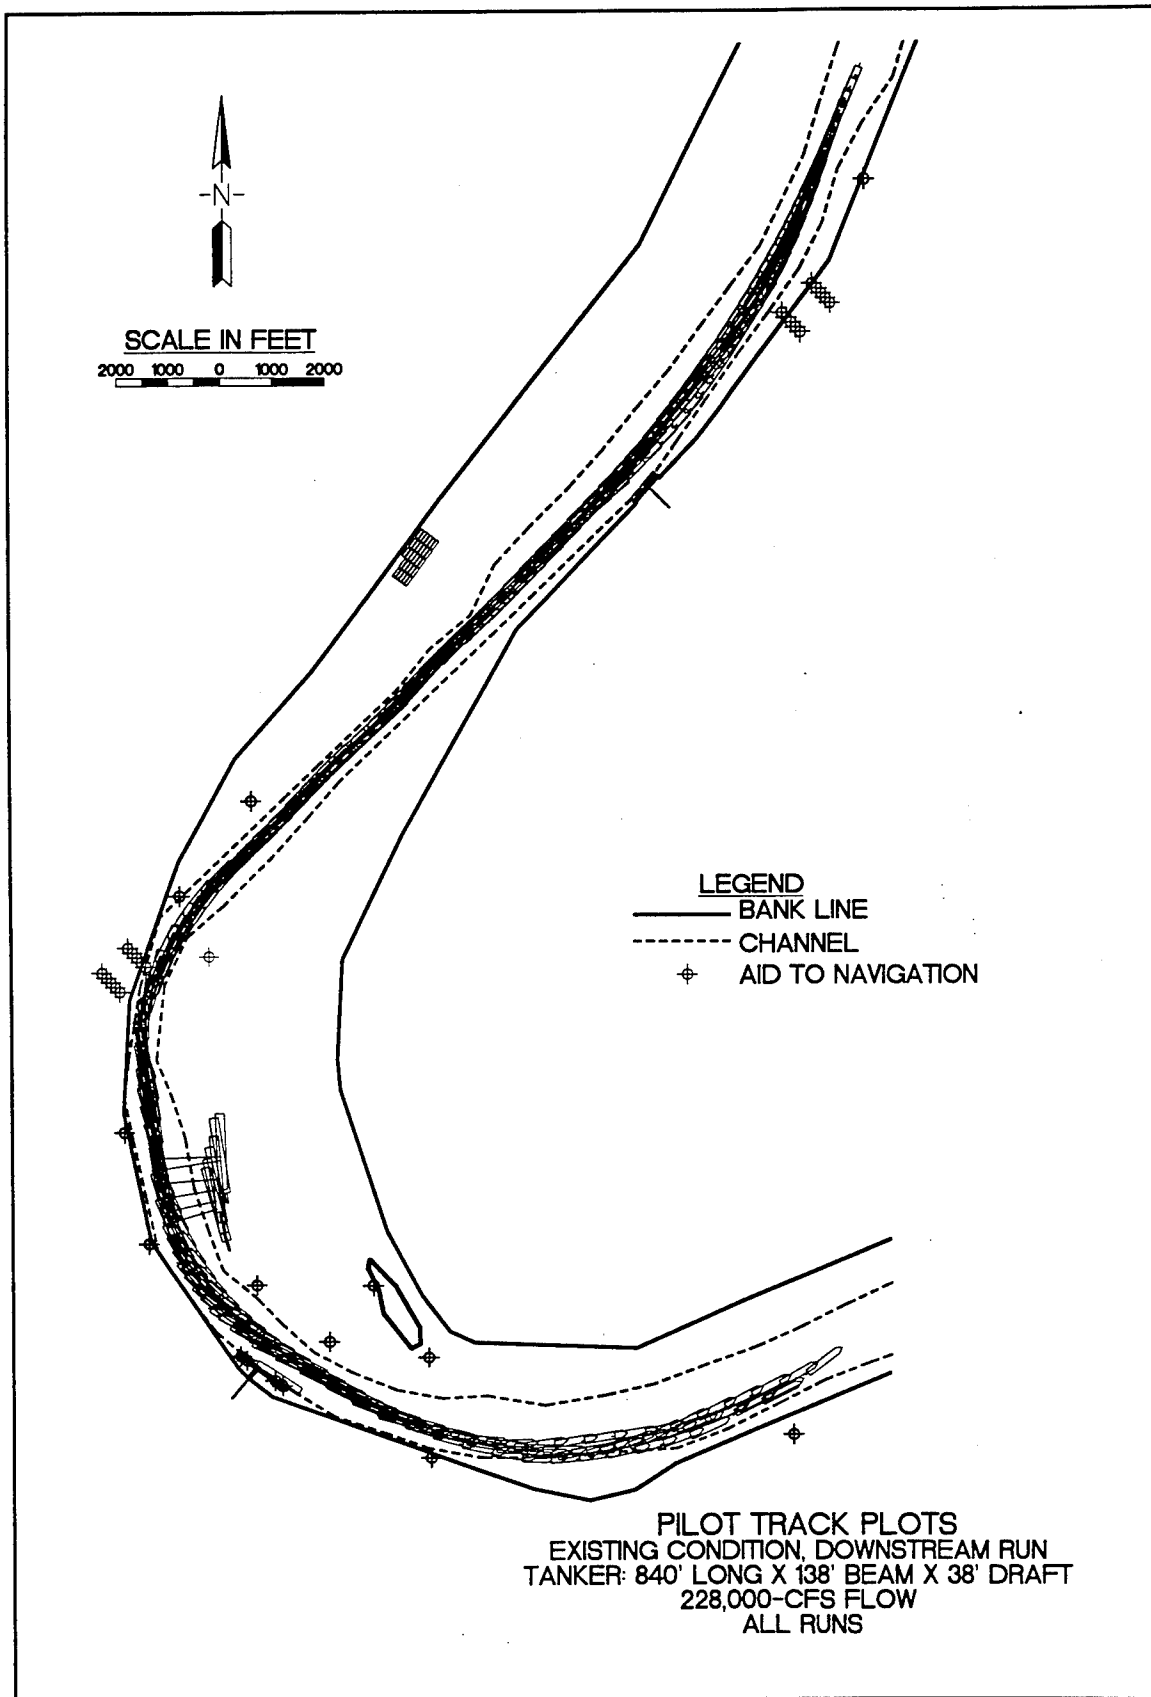 N
SCALE IN FEET
2000 1000 0 1000 2000
LEGEND
BANK LINE
CHANNEL
AID TO NAVIGATION
PILOT TRACK PLOTS
EXISTING CONDITION, DOWNSTREAM RUN
TANKER: 840' LONG X 138' BEAM X 38' DRAFT
228,000-CFS FLOW
ALL RUNS